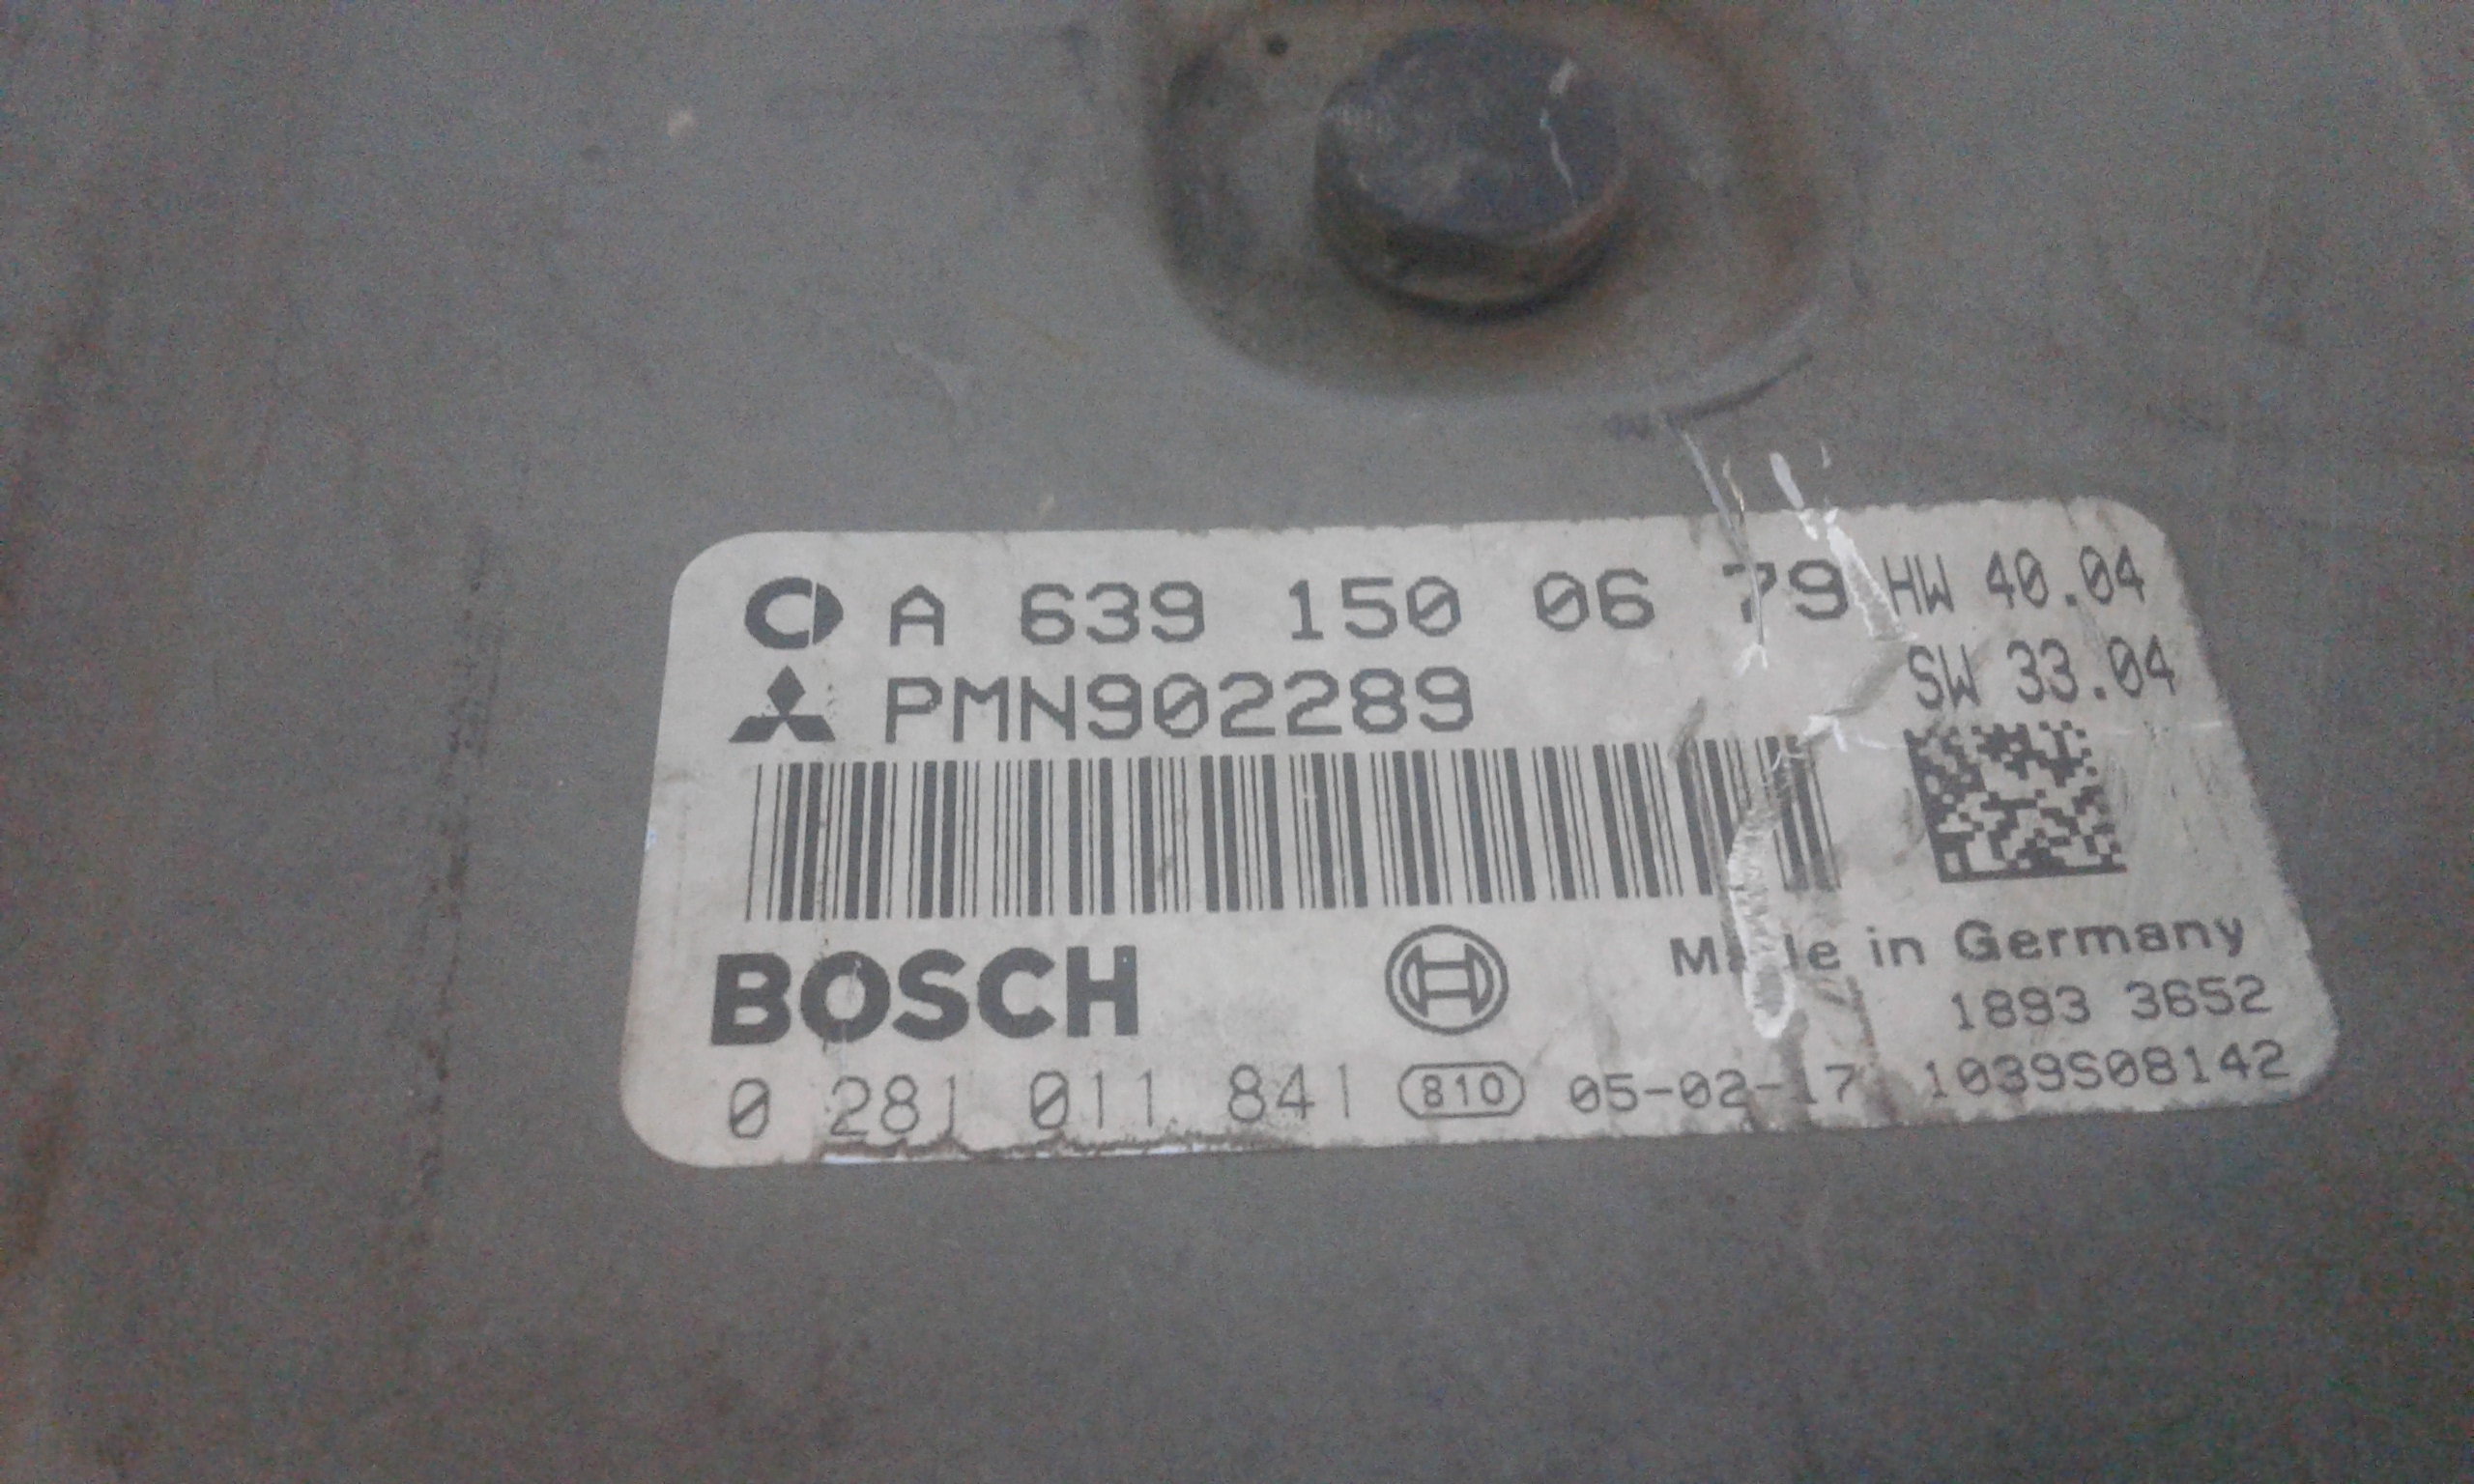 A 639 150 06 79 HW 40.04
PMN902289 SW 33.04
BOSCH
Made in Germany
1893 3652
0 281 011 841 810 05-02-17 1039S08142